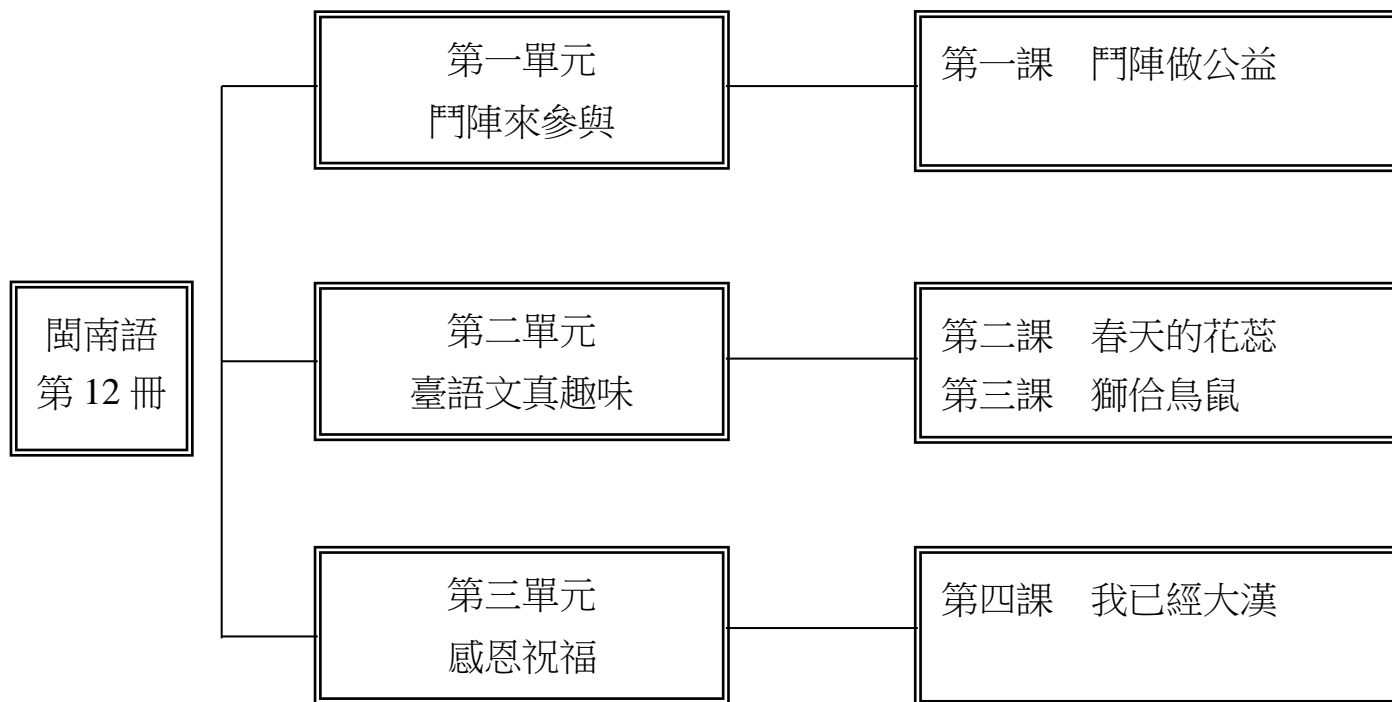 閩南語
第 12 冊
第一單元
鬥陣來參與
第一課　鬥陣做公益
第二單元
臺語文真趣味
第二課　春天的花蕊
第三課　獅佮鳥鼠
第三單元
感恩祝福
第四課　我已經大漢